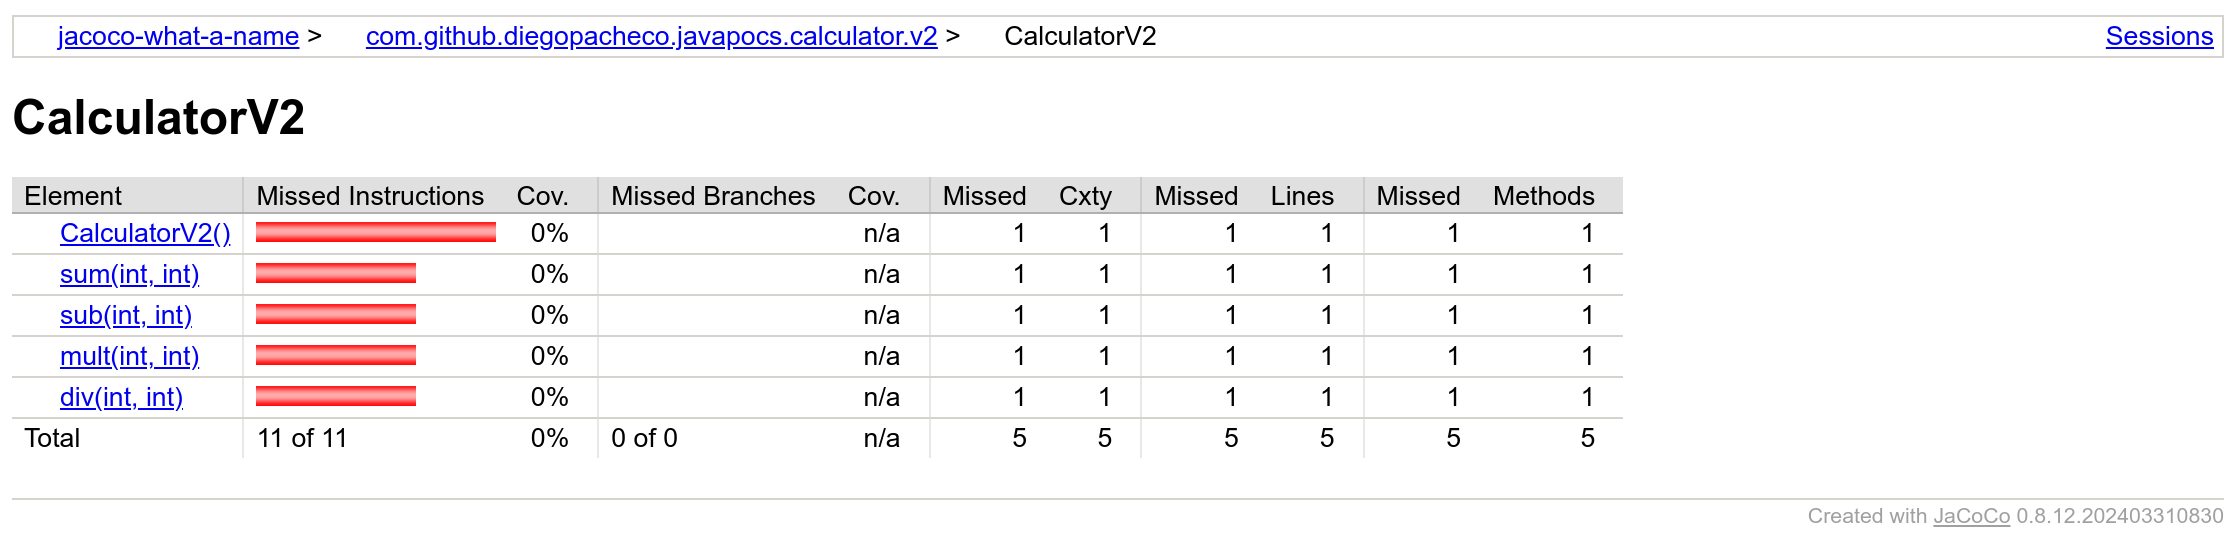 jacoco-what-a-name > com.github.diegopacheco.javapocs.calculator.v2 > CalculatorV2 Sessions
CalculatorV2
Element Missed Instructions Cov. Missed Branches Cov. Missed Cxty Missed Lines Missed Methods
CalculatorV2() 0% n/a 1 1 1 1 1 1
sum(int, int) 0% n/a 1 1 1 1 1 1
sub(int, int) 0% n/a 1 1 1 1 1 1
mult(int, int) 0% n/a 1 1 1 1 1 1
div(int, int) 0% n/a 1 1 1 1 1 1
Total 11 of 11 0% 0 of 0 n/a 5 5 5 5 5 5
Created with JaCoCo 0.8.12.202403310830